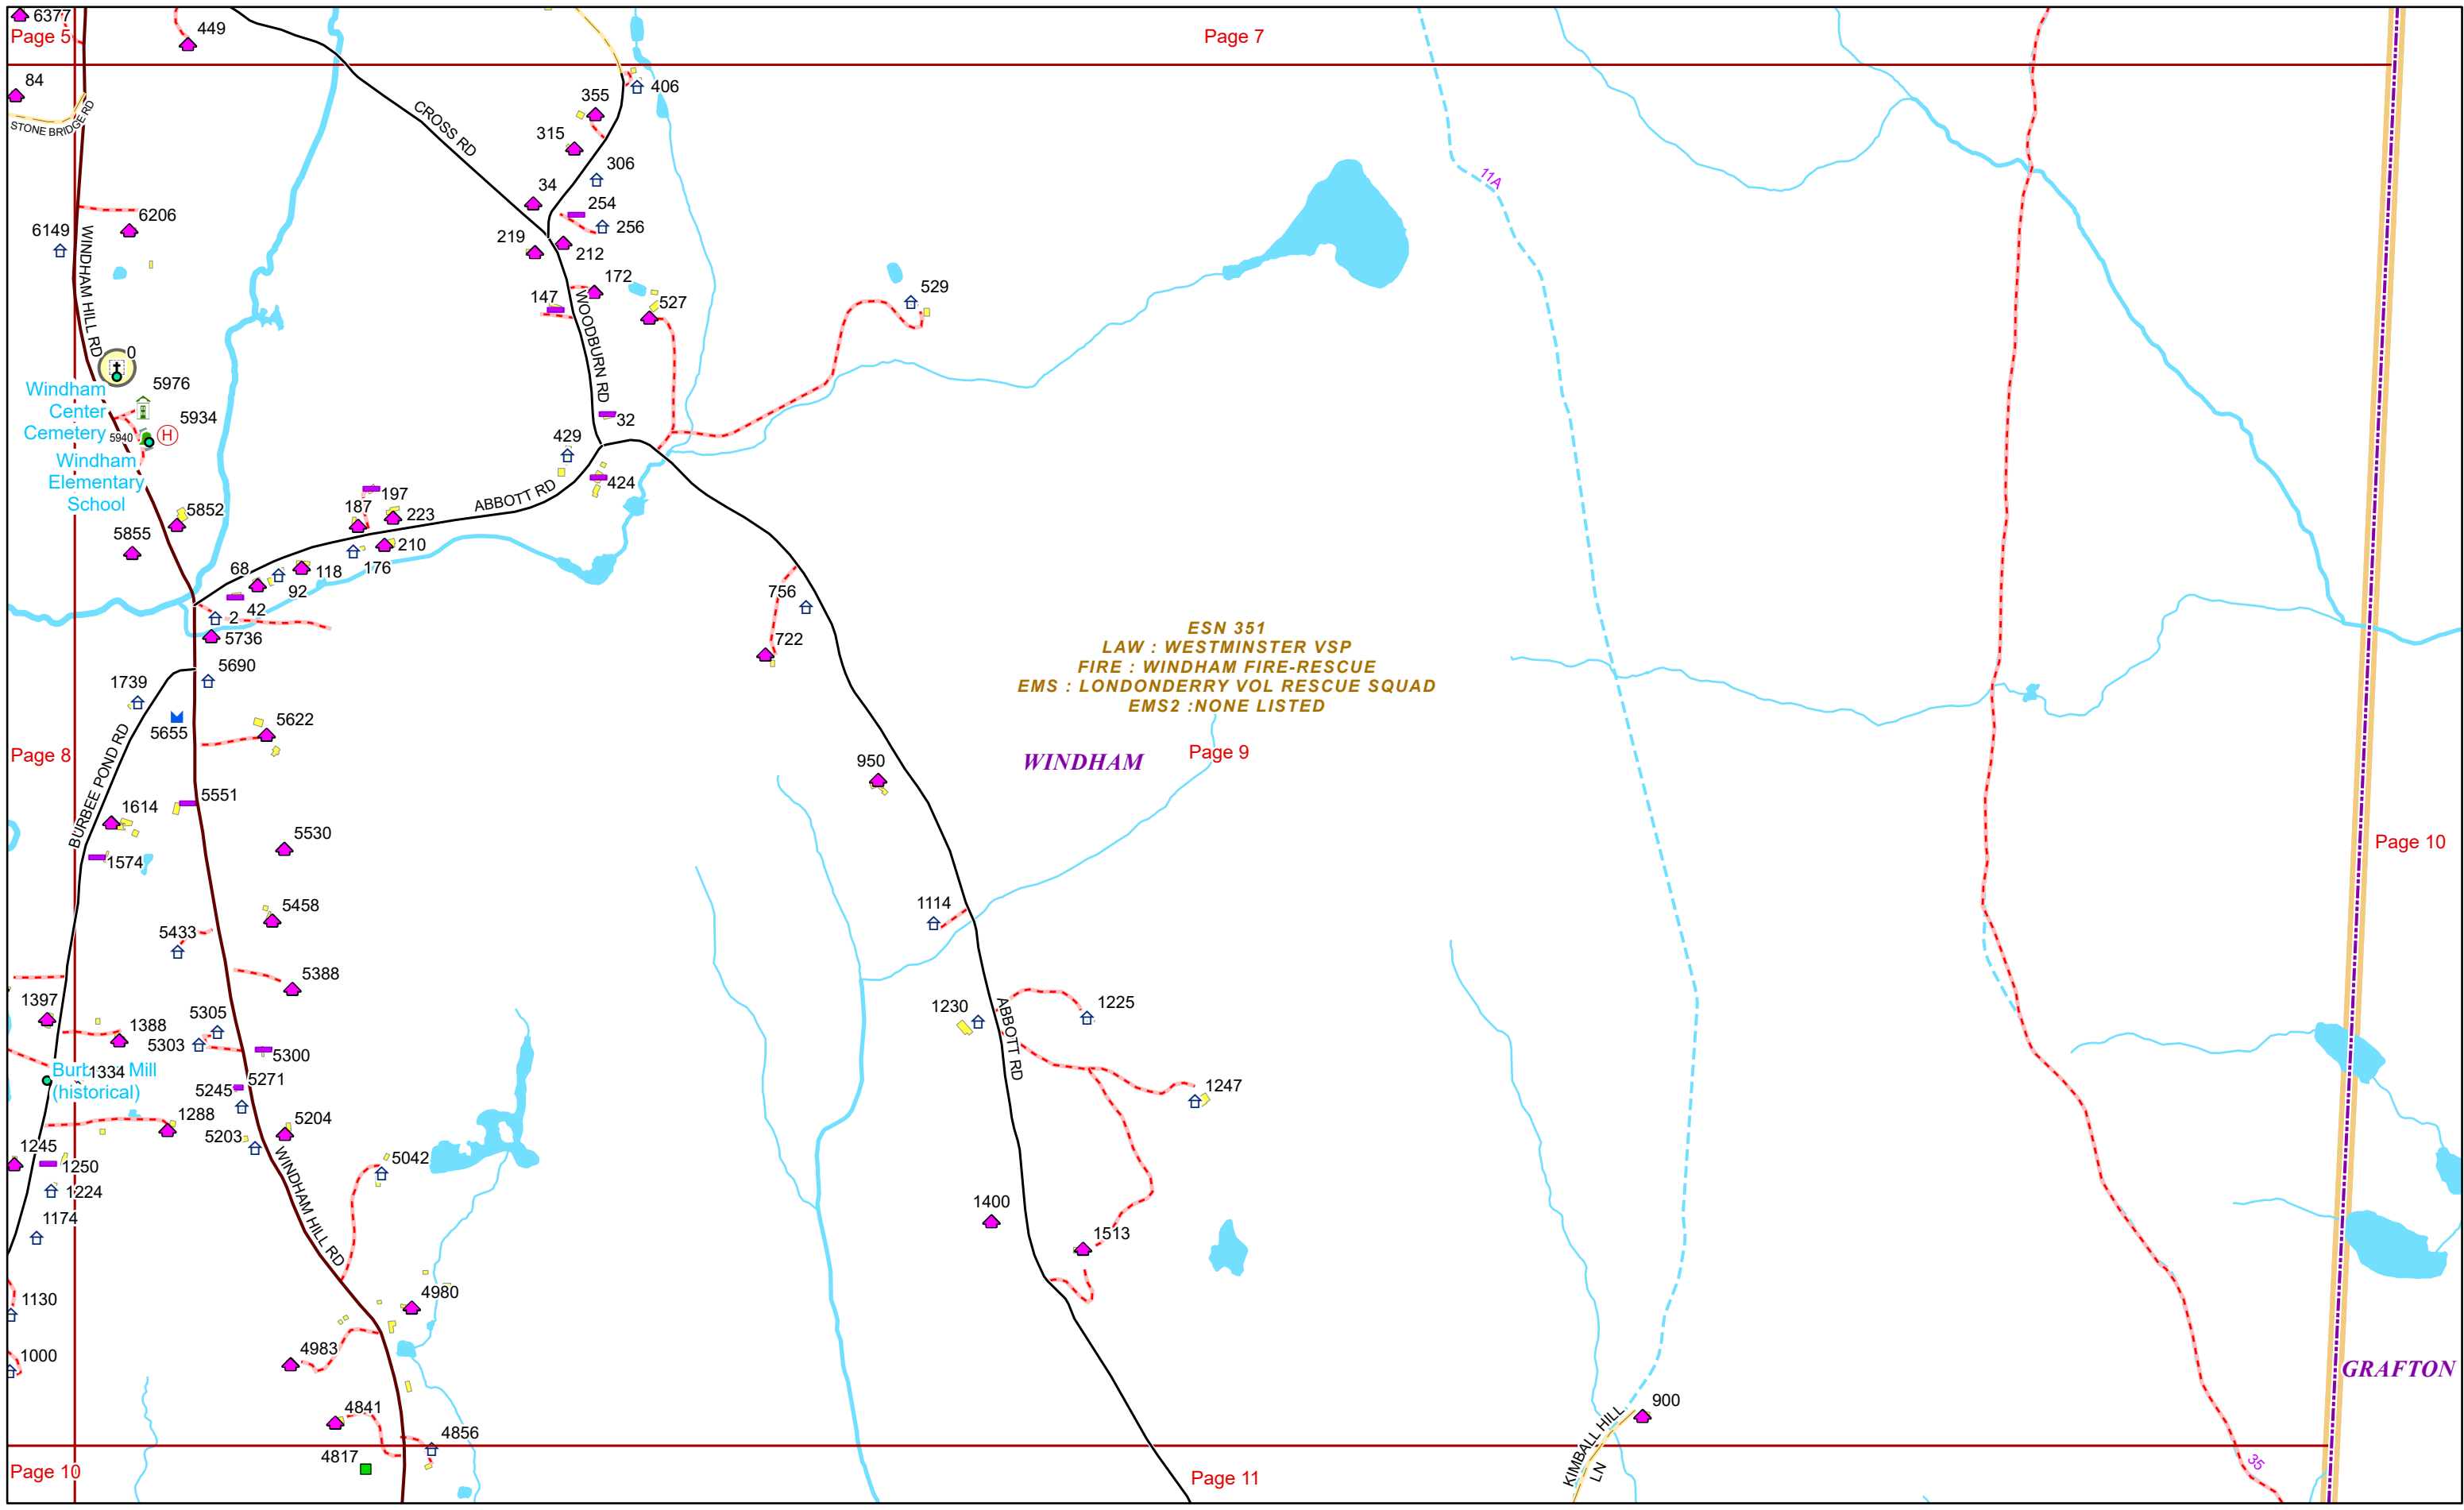 6377
Page 5
449
Page 7
84
STONE BRIDGE RD
CROSS RD
355
406
315
306
34
254
256
219
212
6206
6149
WINDHAM HILL RD
172
147
527
WOODBURN RD
529
11A
0
5976
Windham
Center
Cemetery
5934
5940
H
Windham
Elementary
School
32
429
424
ABBOTT RD
197
187
223
210
176
5852
5855
68
118
92
42
2
5736
5690
1739
5655
5622
756
722
ESN 351
LAW : WESTMINSTER VSP
FIRE : WINDHAM FIRE-RESCUE
EMS : LONDONDERRY VOL RESCUE SQUAD
EMS2 :NONE LISTED
WINDHAM
Page 9
Page 8
BURBEE POND RD
950
5551
1614
5530
1574
Page 10
5458
1114
5433
5388
1397
1230
1225
ABBOTT RD
5305
1388
5303
5300
Mill
1334
(historical)
5271
5245
1247
1288
5204
5203
1245
1250
1224
5042
WINDHAM HILL RD
1174
1400
1513
1130
4980
1000
4983
GRAFTON
4841
900
4856
4817
KIMBALL HILL
LN
35
Page 10
Page 11